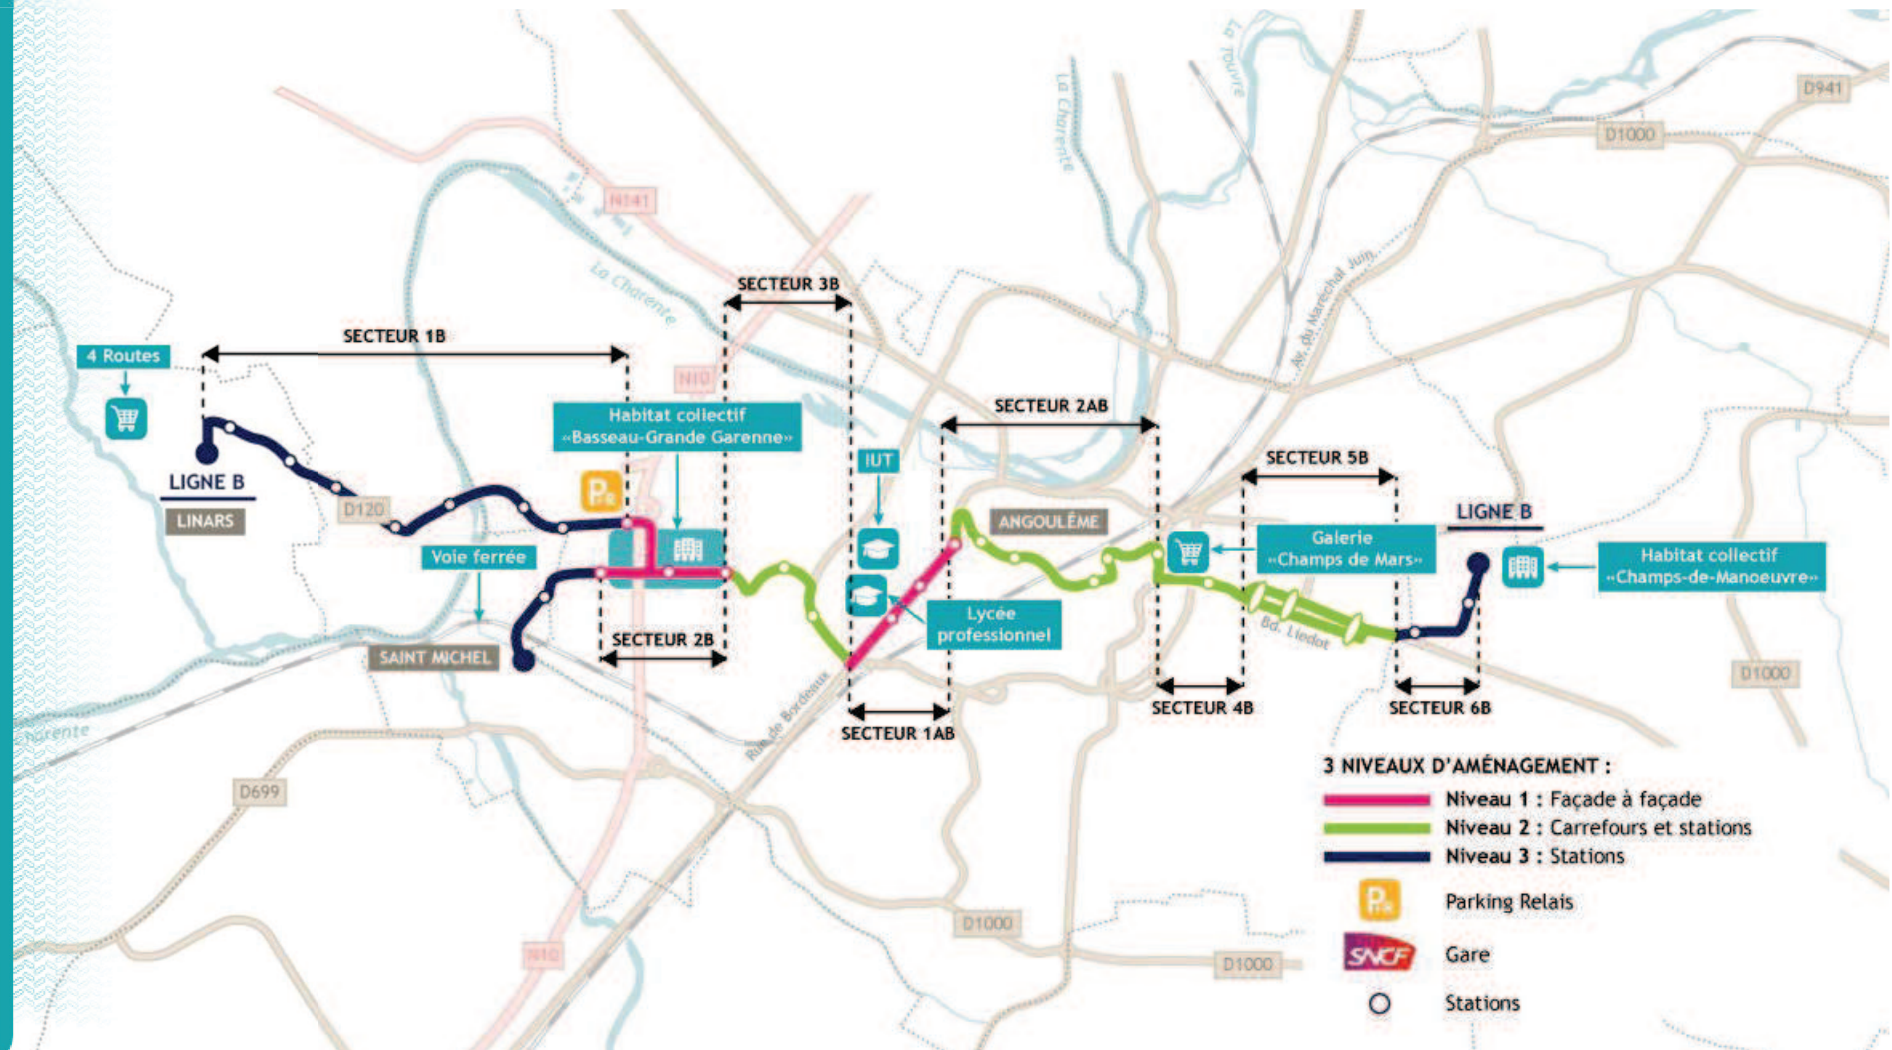 La Touvre
La Charente
D941
D1000
N141
La Charente
SECTEUR 3B
Av. du Maréchal Juin
SECTEUR 1B
4 Routes
N10
Habitat collectif
«Basseau-Grande Garenne»
SECTEUR 2AB
IUT
SECTEUR 5B
LIGNE B
LINARS
D120
P+R
LIGNE B
ANGOULÊME
Galerie
«Champs de Mars»
Habitat collectif
«Champs-de-Manoeuvre»
Voie ferrée
Lycée
professionnel
SECTEUR 2B
Bd. Liedot
SAINT MICHEL
D1000
Rue de Bordeaux
SECTEUR 4B
SECTEUR 6B
Charente
SECTEUR 1AB
D699
3 NIVEAUX D'AMÉNAGEMENT :
Niveau 1 : Façade à façade
Niveau 2 : Carrefours et stations
Niveau 3 : Stations
P+R
Parking Relais
D1000
N10
D1000
SNCF
Gare
Stations